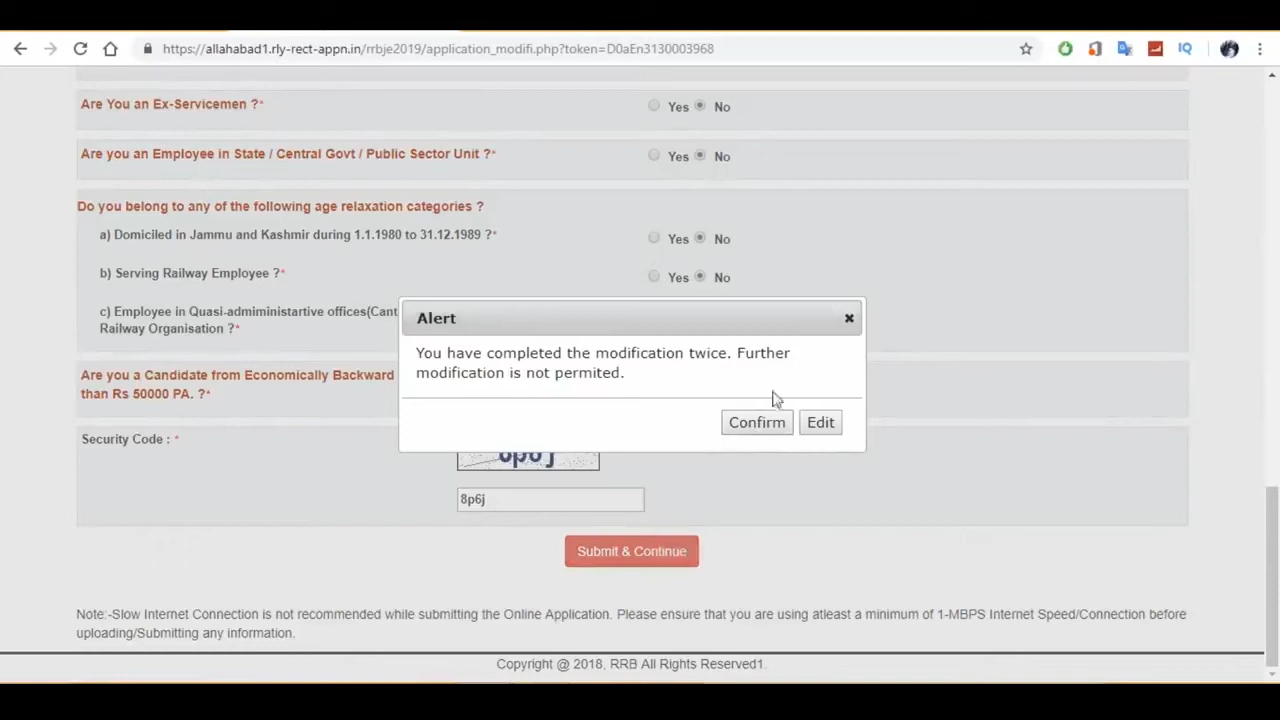 https://allahabad1.rly-rect-appn.in/rrbje2019/application_modifi.php?token=D0aEn3130003968
IQ
Are You an Ex-Servicemen ?*
Yes No
Are you an Employee in State / Central Govt / Public Sector Unit ?*
Yes No
Do you belong to any of the following age relaxation categories ?
a) Domiciled in Jammu and Kashmir during 1.1.1980 to 31.12.1989 ?*
Yes No
b) Serving Railway Employee ?*
Yes No
c) Employee in Quasi-admiministartive offices(Cant
Railway Organisation ?*
Alert
You have completed the modification twice. Further
modification is not permited.
Confirm Edit
Are you a Candidate from Economically Backward
than Rs 50000 PA. ?*
Security Code : *
8p6j
8p6j
Submit & Continue
Note:-Slow Internet Connection is not recommended while submitting the Online Application. Please ensure that you are using atleast a minimum of 1-MBPS Internet Speed/Connection before
uploading/Submitting any information.
Copyright @ 2018, RRB All Rights Reserved1.